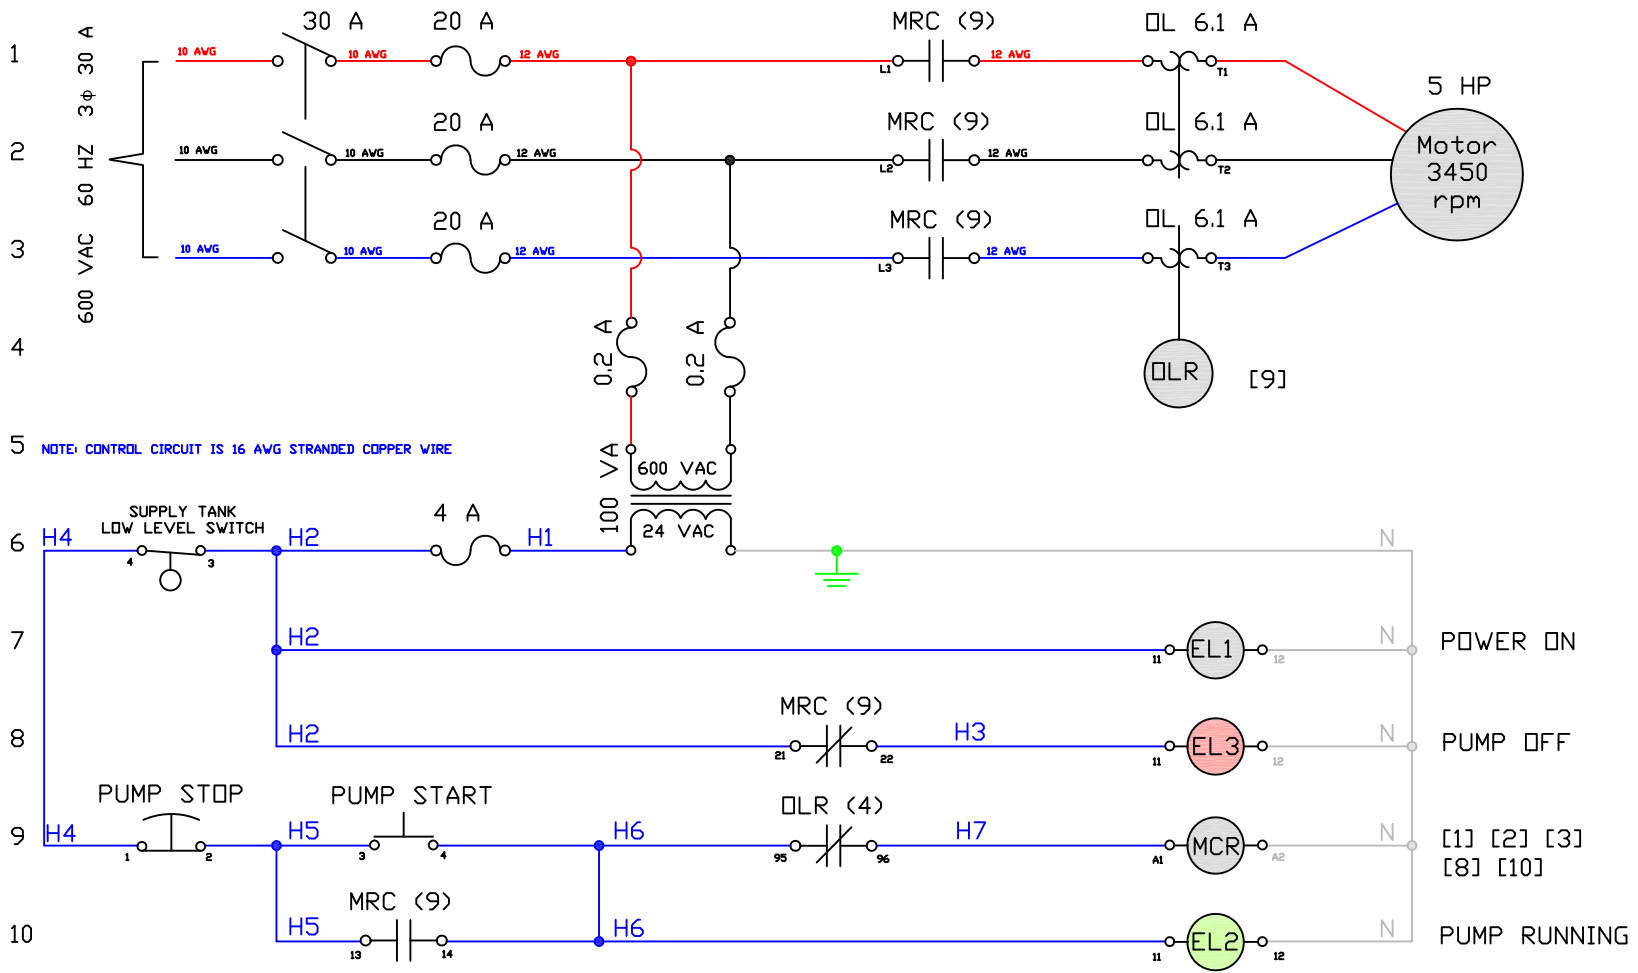 600 VAC 60 HZ 3ϕ 30 A
30 A 20 A MRC (9) OL 6.1 A
1 10 AWG 10 AWG 12 AWG L1 12 AWG T1
5 HP
20 A MRC (9) OL 6.1 A
2 10 AWG 10 AWG 12 AWG L2 12 AWG T2
Motor
3450
rpm
20 A MRC (9) OL 6.1 A
3 10 AWG 10 AWG 12 AWG L3 12 AWG T3
4 0.2 A 0.2 A OLR [9]
5 NOTE: CONTROL CIRCUIT IS 16 AWG STRANDED COPPER WIRE
100 VA
600 VAC
24 VAC
SUPPLY TANK
LOW LEVEL SWITCH
4 A
6 H4 4 3 H2 H1 N
7 H2 11 EL1 12 N POWER ON
MRC (9)
8 H2 21 22 H3 11 EL3 12 N PUMP OFF
PUMP STOP PUMP START OLR (4)
9 H4 1 2 H5 3 4 H6 95 96 H7 A1 MCR A2 N [1] [2] [3]
[8] [10]
MRC (9)
10 H5 13 14 H6 11 EL2 12 N PUMP RUNNING